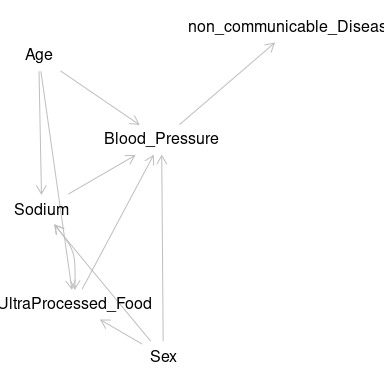 non_communicable_Diseas
Age
Blood_Pressure
Sodium
UltraProcessed_Food
Sex